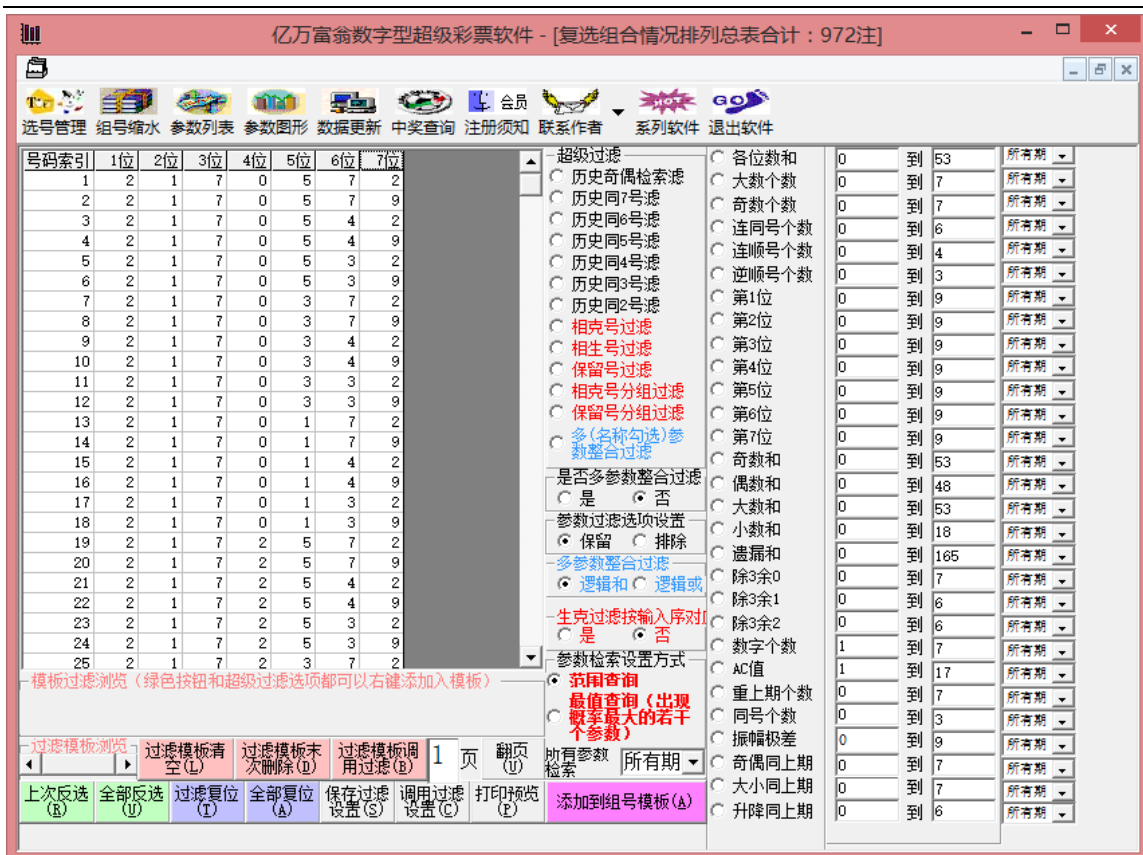 亿万富翁数字型超级彩票软件 - [复选组合情况排列总表合计：972注]
选号管理 组号缩水 参数列表 参数图形 数据更新 中奖查询 会员 注册须知 联系作者 HOT 系列软件 GO 退出软件
号码索引 1位 2位 3位 4位 5位 6位 7位
1 2 1 7 0 5 7 2
2 2 1 7 0 5 7 9
3 2 1 7 0 5 4 2
4 2 1 7 0 5 4 9
5 2 1 7 0 5 3 2
6 2 1 7 0 5 3 9
7 2 1 7 0 3 7 2
8 2 1 7 0 3 7 9
9 2 1 7 0 3 4 2
10 2 1 7 0 3 4 9
11 2 1 7 0 3 3 2
12 2 1 7 0 3 3 9
13 2 1 7 0 1 7 2
14 2 1 7 0 1 7 9
15 2 1 7 0 1 4 2
16 2 1 7 0 1 4 9
17 2 1 7 0 1 3 2
18 2 1 7 0 1 3 9
19 2 1 7 2 5 7 2
20 2 1 7 2 5 7 9
21 2 1 7 2 5 4 2
22 2 1 7 2 5 4 9
23 2 1 7 2 5 3 2
24 2 1 7 2 5 3 9
25 2 1 7 2 3 7 2
模板过滤浏览（绿色按钮和超级过滤选项都可以右键添加入模板）
过滤模板浏览
过滤模板清空(L)
过滤模板末次删除(D)
过滤模板调用过滤(B)
1 页
翻页(U)
上次反选(R)
全部反选(U)
过滤复位(T)
全部复位(A)
保存过滤设置(S)
调用过滤设置(C)
打印预览(P)
超级过滤
历史奇偶检索滤
历史同7号滤
历史同6号滤
历史同5号滤
历史同4号滤
历史同3号滤
历史同2号滤
相克号过滤
相生号过滤
保留号过滤
相克号分组过滤
保留号分组过滤
多(名称勾选)参
数整合过滤
是否多参数整合过滤
是 否
参数过滤选项设置
保留 排除
多参数整合过滤
逻辑和 逻辑或
生克过滤按输入序对应
是 否
参数检索设置方式
范围查询
最值查询（出现
概率最大的若干
个参数）
所有参数
检索
所有期
添加到组号模板(A)
各位数和 0 到 53 所有期
大数个数 0 到 7 所有期
奇数个数 0 到 7 所有期
连同号个数 0 到 6 所有期
连顺号个数 0 到 4 所有期
逆顺号个数 0 到 3 所有期
第1位 0 到 9 所有期
第2位 0 到 9 所有期
第3位 0 到 9 所有期
第4位 0 到 9 所有期
第5位 0 到 9 所有期
第6位 0 到 9 所有期
第7位 0 到 9 所有期
奇数和 0 到 53 所有期
偶数和 0 到 48 所有期
大数和 0 到 53 所有期
小数和 0 到 18 所有期
遗漏和 0 到 165 所有期
除3余0 0 到 7 所有期
除3余1 0 到 6 所有期
除3余2 0 到 6 所有期
数字个数 1 到 7 所有期
AC值 1 到 17 所有期
重上期个数 0 到 7 所有期
同号个数 0 到 3 所有期
振幅极差 0 到 9 所有期
奇偶同上期 0 到 7 所有期
大小同上期 0 到 7 所有期
升降同上期 0 到 6 所有期